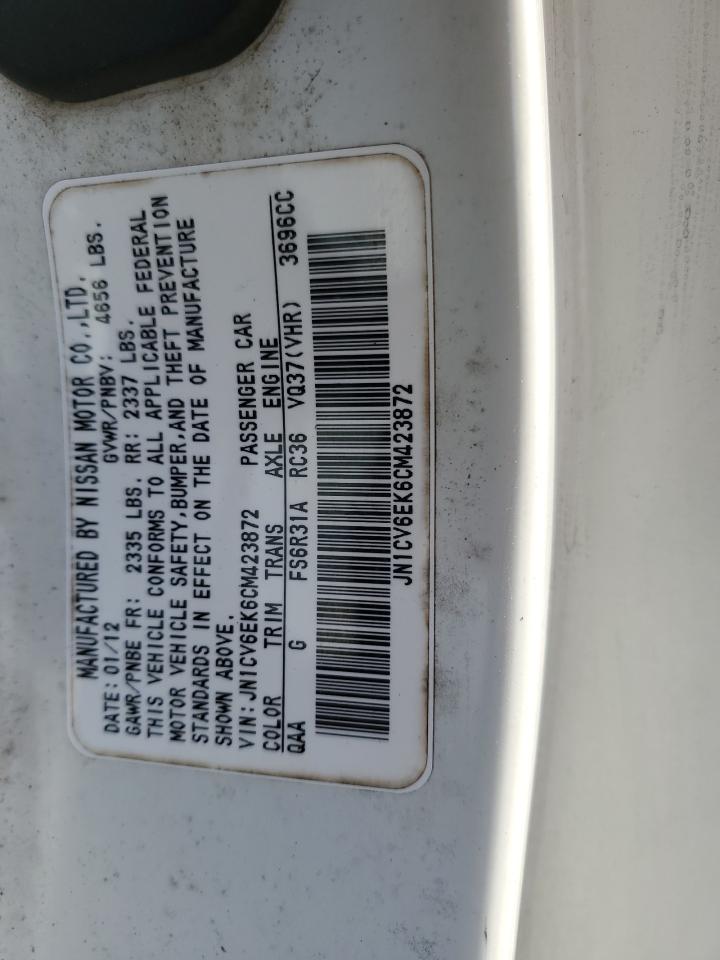 MANUFACTURED BY NISSAN MOTOR CO.,LTD.
DATE: 01/12 GVWR/PNBV: 4656 LBS.
GAWR/PNBE FR: 2335 LBS. RR: 2337 LBS.
THIS VEHICLE CONFORMS TO ALL APPLICABLE FEDERAL
MOTOR VEHICLE SAFETY,BUMPER,AND THEFT PREVENTION
STANDARDS IN EFFECT ON THE DATE OF MANUFACTURE
SHOWN ABOVE.
VIN:JN1CV6EK6CM423872 PASSENGER CAR
COLOR TRIM TRANS AXLE ENGINE
QAA G FS6R31A RC36 VQ37(VHR) 3696CC
JN1CV6EK6CM423872